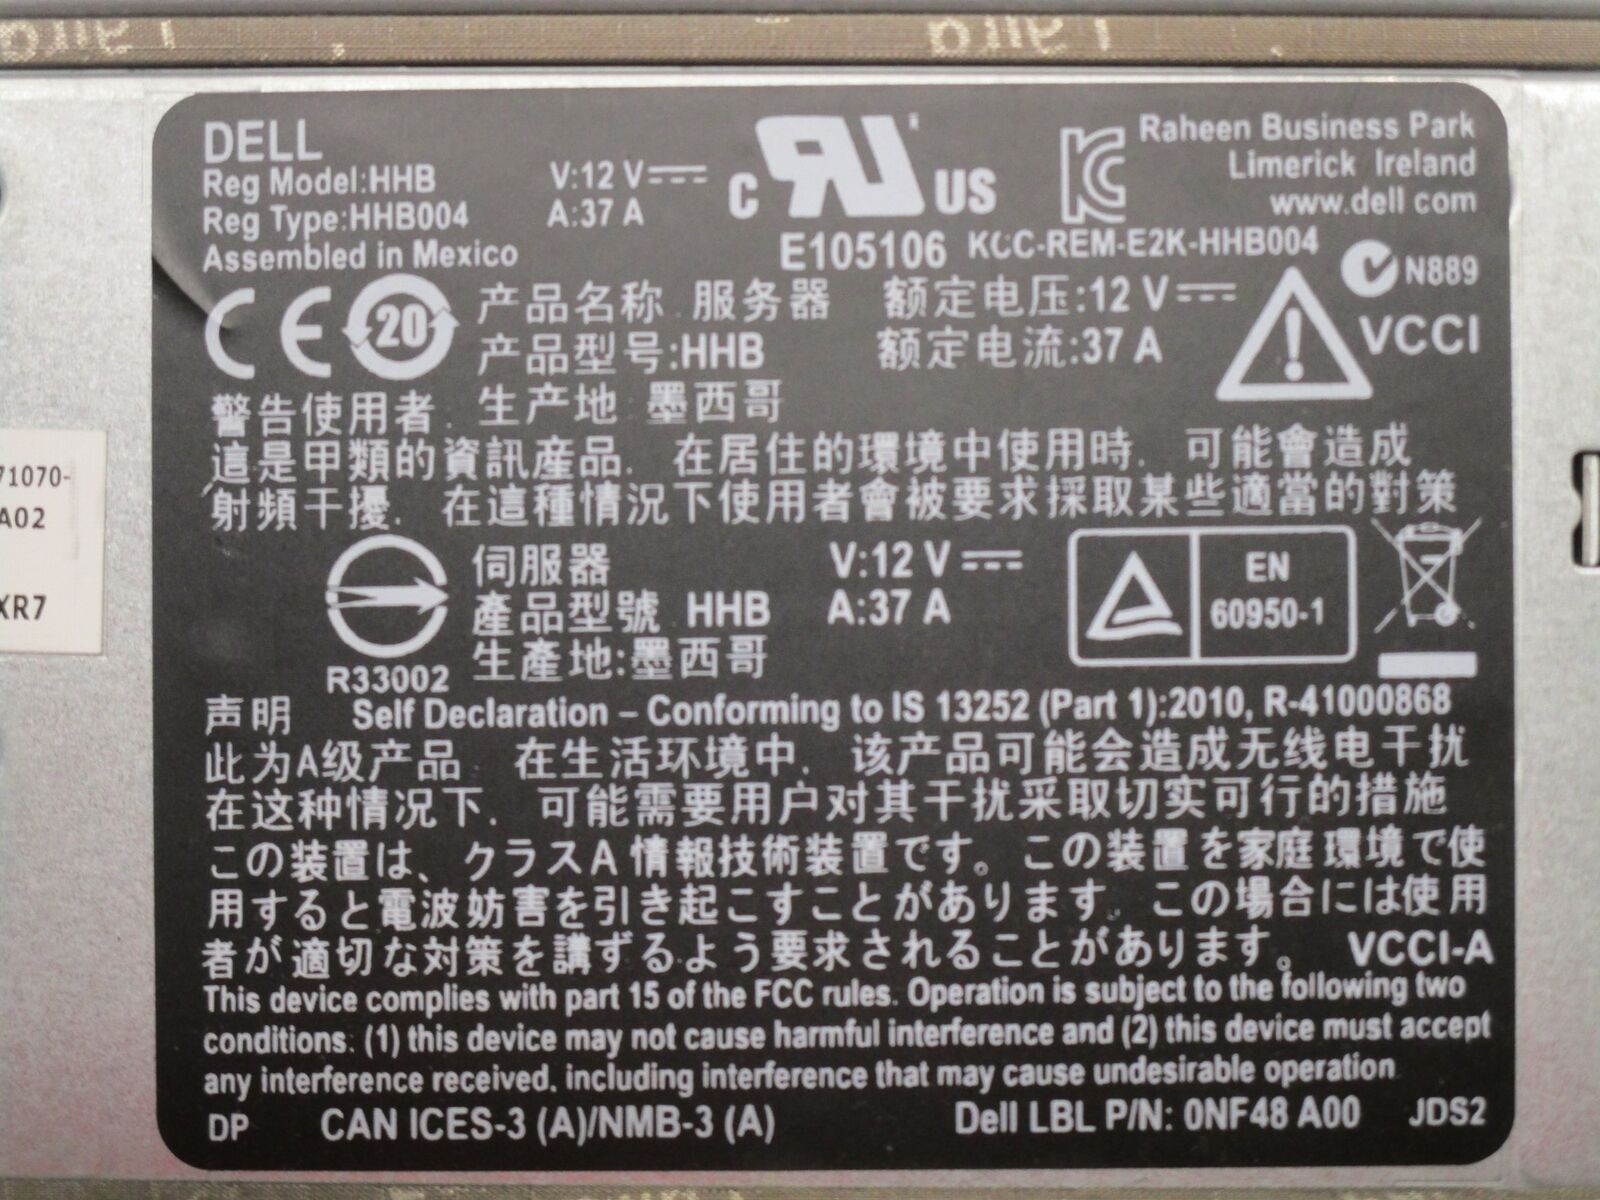 DELL
Reg Model:HHB
Reg Type:HHB004
Assembled in Mexico
V:12 V
A:37 A
C UL US
E105106
KCC-REM-E2K-HHB004
Raheen Business Park
Limerick Ireland
www.dell com
N889
CE 20
产品名称 服务器 额定电压:12 V
产品型号:HHB 额定电流:37 A
生产地 墨西哥
VCCI
警告使用者.
這是甲類的資訊産品. 在居住的環境中使用時. 可能會造成
射頻干擾. 在這種情況下使用者會被要求採取某些適當的對策
伺服器 V:12 V
產品型號 HHB A:37 A
生產地:墨西哥
R33002
EN
60950-1
71070-
A02
XR7
声明 Self Declaration – Conforming to IS 13252 (Part 1):2010, R-41000868
此为A级产品 在生活环境中. 该产品可能会造成无线电干扰
在这种情况下. 可能需要用户对其干扰采取切实可行的措施
この装置は、クラスA 情報技術装置です。この装置を家庭環境で使
用すると電波妨害を引き起こすことがあります。この場合には使用
者が適切な対策を講ずるよう要求されることがあります。 VCCI-A
This device complies with part 15 of the FCC rules. Operation is subject to the following two
conditions: (1) this device may not cause harmful interference and (2) this device must accept
any interference received. including interference that may cause undesirable operation
DP CAN ICES-3 (A)/NMB-3 (A) Dell LBL P/N: 0NF48 A00 JDS2